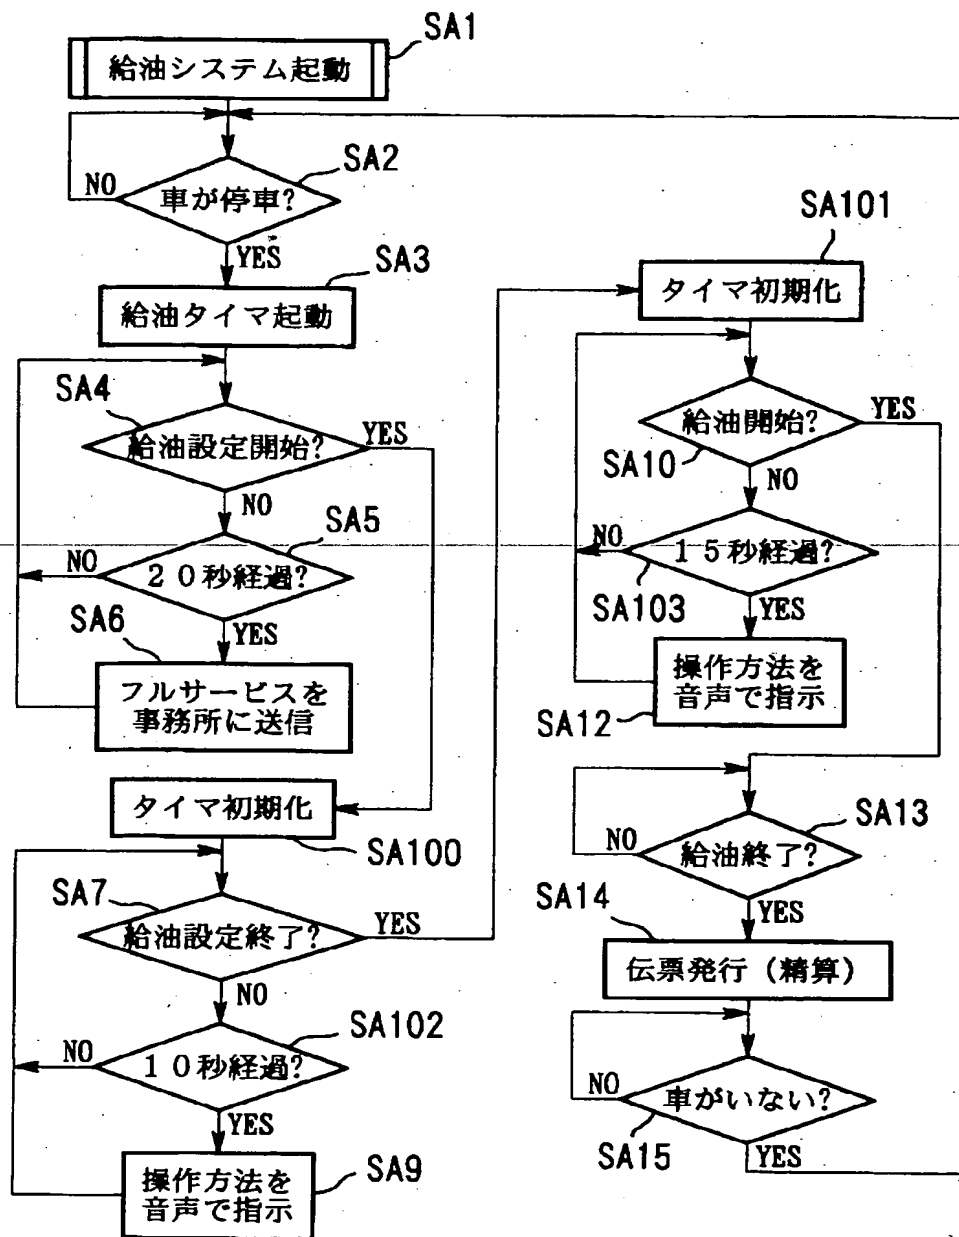 SA1
給油システム起動
SA2
車が停車?
NO
YES
SA3
給油タイマ起動
SA4
給油設定開始?
YES
NO
SA5
20秒経過?
NO
YES
SA6
フルサービスを
事務所に送信
タイマ初期化
SA100
SA7
給油設定終了?
YES
NO
SA102
10秒経過?
NO
YES
操作方法を
音声で指示
SA9
SA101
タイマ初期化
給油開始?
YES
SA10
NO
15秒経過?
NO
SA103
YES
操作方法を
音声で指示
SA12
SA13
給油終了?
NO
YES
SA14
伝票発行(精算)
車がいない?
NO
SA15
YES